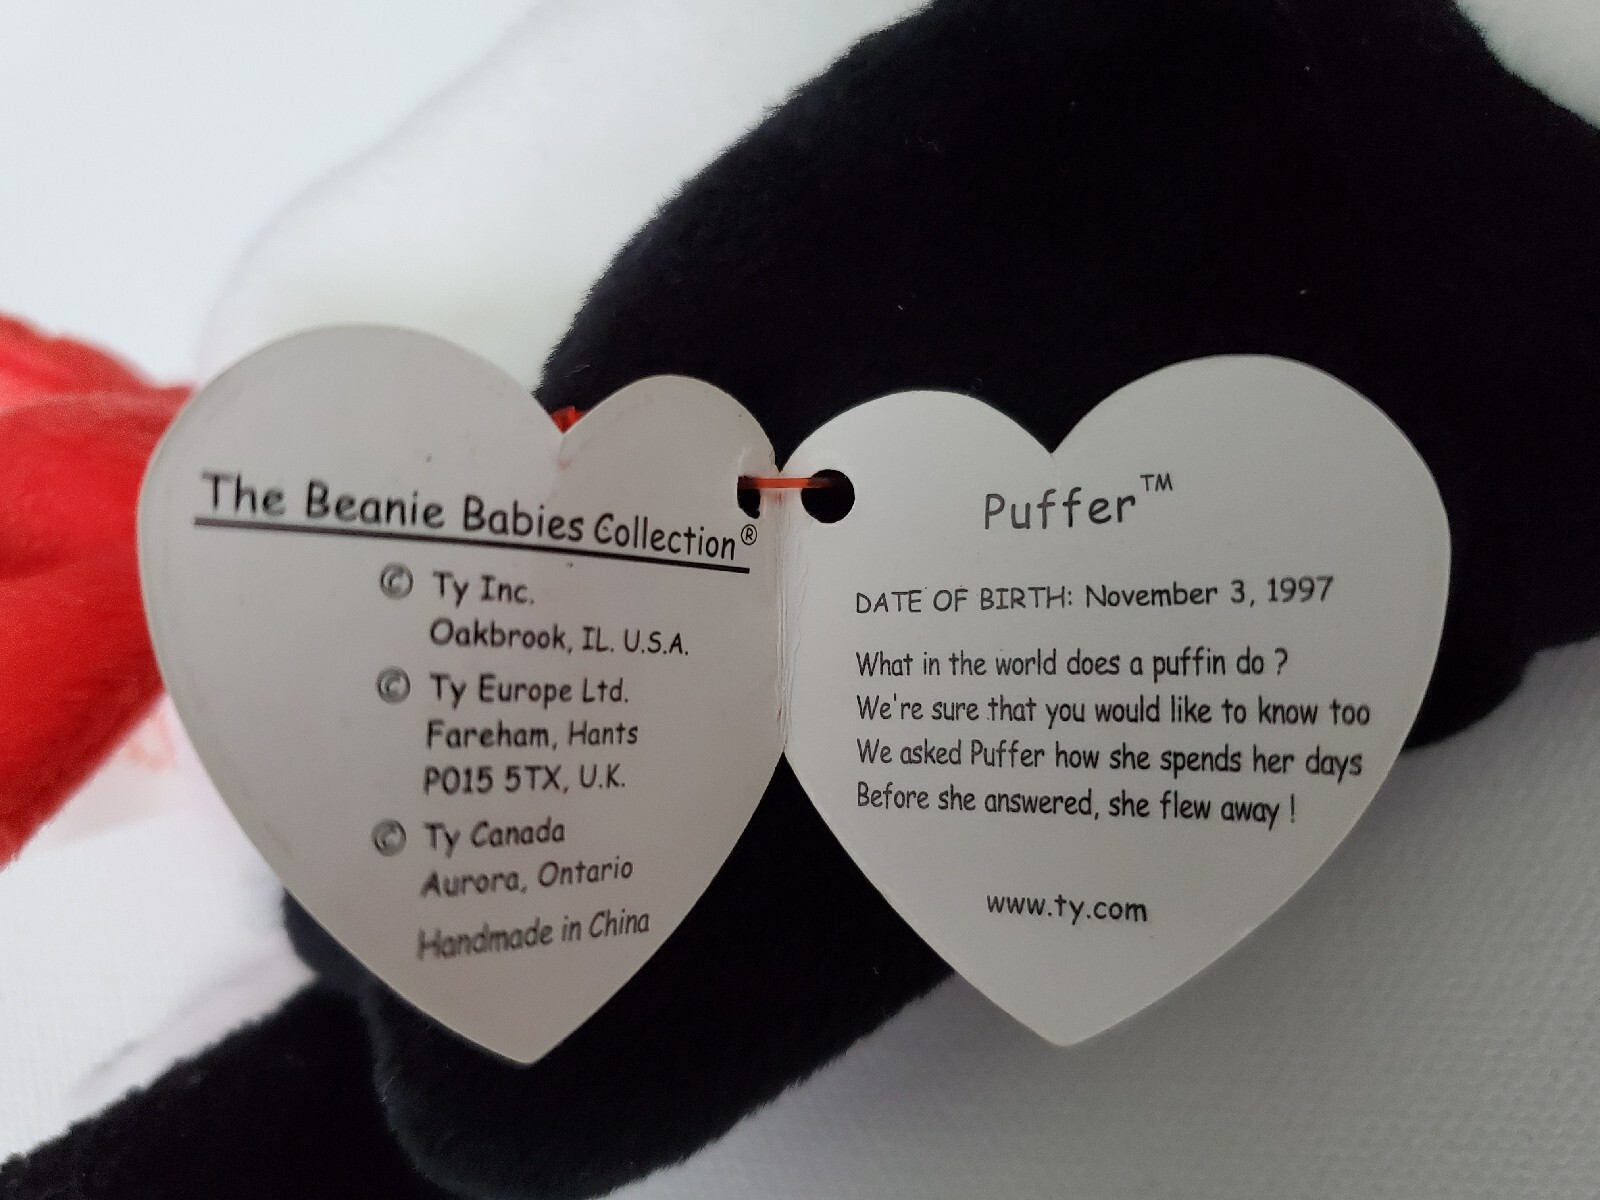 The Beanie Babies Collection®
© Ty Inc.
Oakbrook, IL. U.S.A.
© Ty Europe Ltd.
Fareham, Hants
PO15 5TX, U.K.
© Ty Canada
Aurora, Ontario
Handmade in China
Puffer™
DATE OF BIRTH: November 3, 1997
What in the world does a puffin do ?
We're sure that you would like to know too
We asked Puffer how she spends her days
Before she answered, she flew away !
www.ty.com